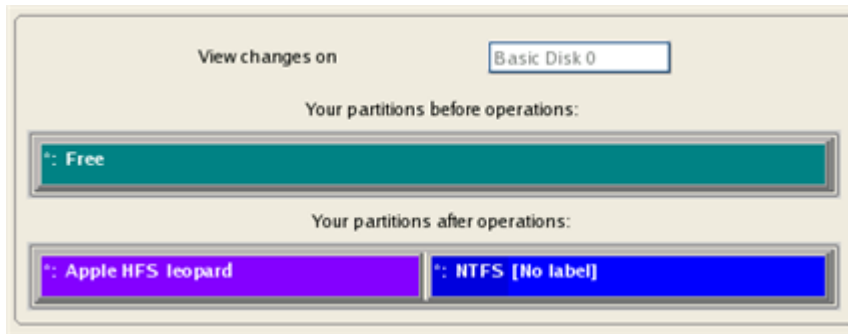 View changes on Basic Disk 0
Your partitions before operations:
*: Free
Your partitions after operations:
*: Apple HFS leopard *: NTFS [No label]